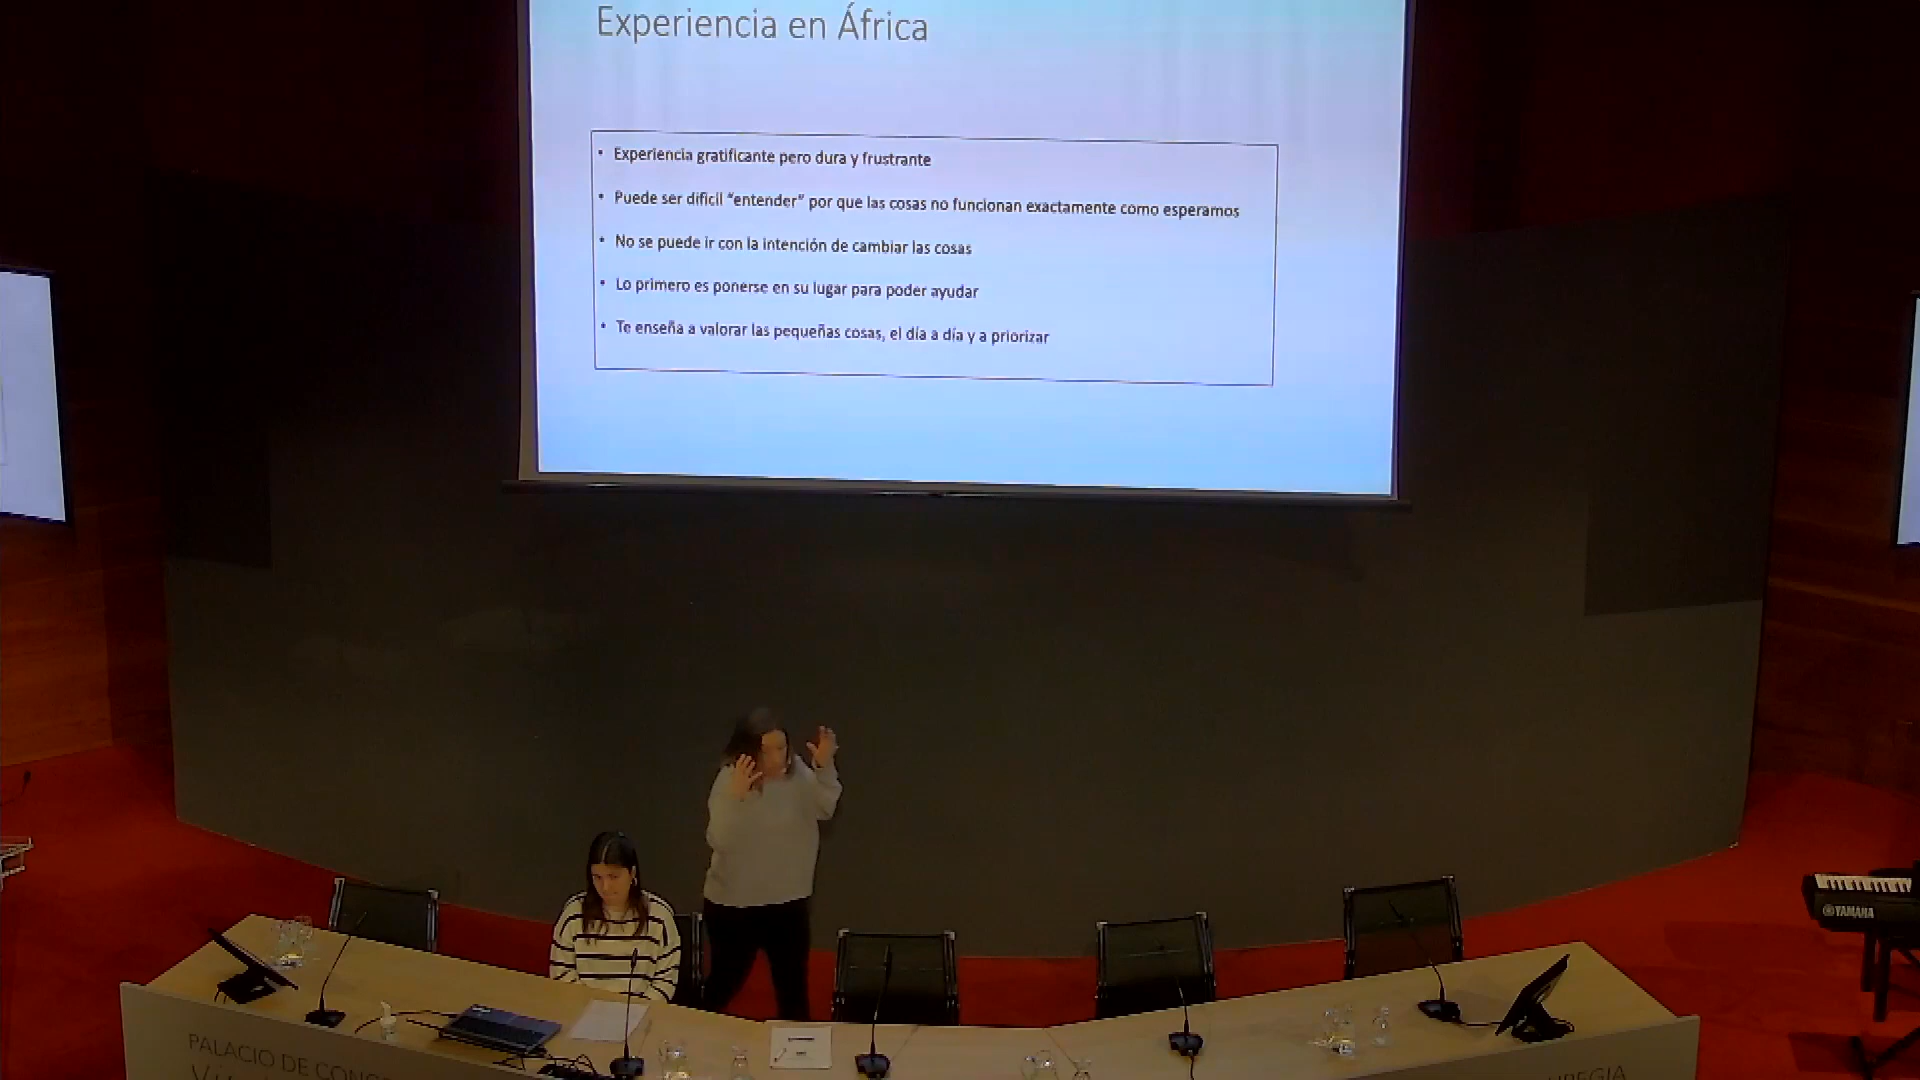 Experiencia en África
• Experiencia gratificante pero dura y frustrante
• Puede ser dificil "entender" por que las cosas no funcionan exactamente como esperamos
• No se puede ir con la intención de cambiar las cosas
• Lo primero es ponerse en su lugar para poder ayudar
• Te enseña a valorar las pequeñas cosas, el día a día y a priorizar
YAMAHA
PALACIO DE